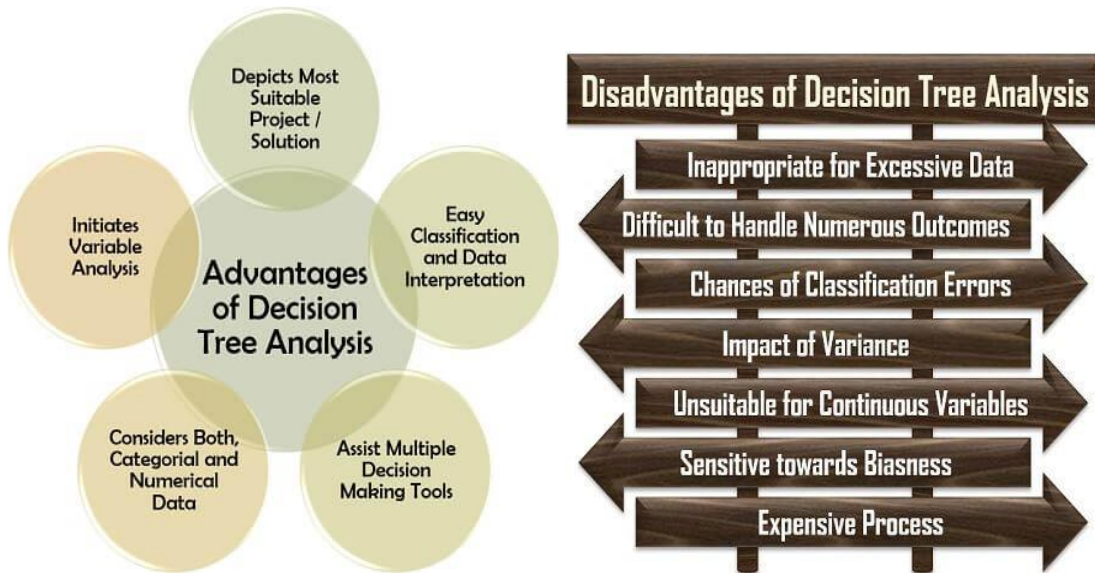 Depicts Most
Suitable
Project /
Solution
Easy
Classification
and Data
Interpretation
Assist Multiple
Decision
Making Tools
Considers Both,
Categorial and
Numerical
Data
Initiates
Variable
Analysis
Advantages
of Decision
Tree Analysis
Disadvantages of Decision Tree Analysis
Inappropriate for Excessive Data
Difficult to Handle Numerous Outcomes
Chances of Classification Errors
Impact of Variance
Unsuitable for Continuous Variables
Sensitive towards Biasness
Expensive Process